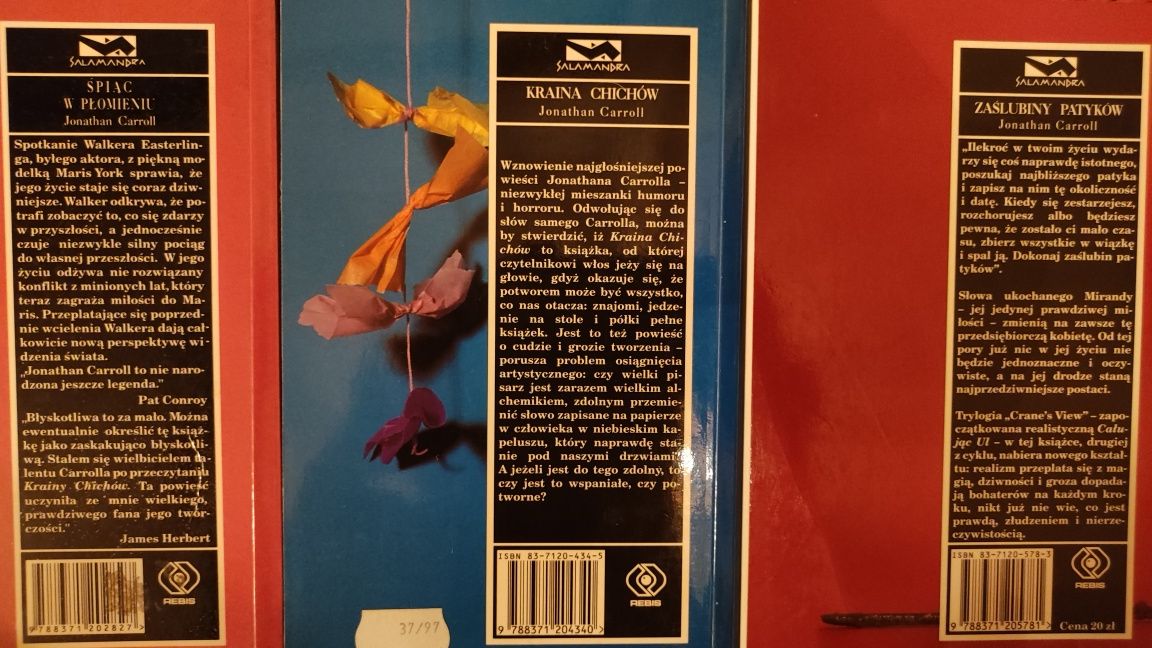 SALAMANDRA
ŚPIĄC
W PŁOMIENIU
Jonathan Carroll
Spotkanie Walkera Easterlin-
ga, byłego aktora, z piękną mo-
delką Maris York sprawia, że
jego życie staje się coraz dziw-
niejsze. Walker odkrywa, że po-
trafi zobaczyć to, co się zdarzy
w przyszłości, a jednocześnie
czuje niezwykle silny pociąg
do własnej przeszłości. W jego
życiu odżywa nie rozwiązany
konflikt z minionych lat, który
teraz zagraża miłości do Ma-
ris. Przeplatające się poprzed-
nie wcielenia Walkera dają cał-
kowicie nową perspektywę wi-
dzenia świata.
„Jonathan Carroll to nie naro-
dzona jeszcze legenda.”
Pat Conroy
„Błyskotliwa to za mało. Można
ewentualnie określić tę książ-
kę jako zaskakująco błyskotli-
wą. Stałem się wielbicielem ta-
lentu Carrolla po przeczytaniu
Krainy Chichów. Ta powieść
uczyniła ze mnie wielkiego,
prawdziwego fana jego twór-
czości.”
James Herbert
9 788371 202827 >
REBIS
SALAMANDRA
KRAINA CHICHÓW
Jonathan Carroll
Wznowienie najgłośniejszej po-
wieści Jonathana Carrolla –
niezwykłej mieszanki humoru
i horroru. Odwołując się do
słów samego Carrolla, można
by stwierdzić, iż Kraina Chi-
chów to książka, od której
czytelnikowi włos jeży się na
głowie, gdyż okazuje się, że
potworem może być wszystko,
co nas otacza: znajomi, jedze-
nie na stole i półki pełne
książek. Jest to też powieść
o cudzie i grozie tworzenia –
porusza problem osiągnięcia
artystycznego: czy wielki pi-
sarz jest zarazem wielkim al-
chemikiem, zdolnym przemie-
nić słowo zapisane na papierze
w człowieka w niebieskim ka-
peluszu, który naprawdę sta-
nie pod naszymi drzwiami?
A jeżeli jest do tego zdolny, to
czy jest to wspaniałe, czy po-
tworne?
ISBN 83-7120-434-5
9 788371 204340 >
REBIS
37/97
SALAMANDRA
ZAŚLUBINY PATYKÓW
Jonathan Carroll
„Ilekroć w twoim życiu wyda-
rzy się coś naprawdę istotnego,
poszukaj najbliższego patyka
i zapisz na nim tę okoliczność
i datę. Kiedy się zestarzejesz,
rozchorujesz albo będziesz
pewna, że zostało ci mało cza-
su, zbierz wszystkie w wiązkę
i spal ją. Dokonaj zaślubin pa-
tyków”.
Słowa ukochanego Mirandy
– jej jedynej prawdziwej mi-
łości – zmienią na zawsze tę
przedsiębiorczą kobietę. Od tej
pory już nic w jej życiu nie
będzie jednoznaczne i oczy-
wiste, a na jej drodze staną
najprzedziwniejsze postaci.
Trylogia „Crane's View” – zapo-
czątkowana realistyczną Cału-
jąc Ul – w tej książce, drugiej
z cyklu, nabiera nowego kształ-
tu: realizm przeplata się z ma-
gią, dziwności i groza dopada-
ją bohaterów na każdym kro-
ku, nikt już nie wie, co jest
prawdą, złudzeniem i nierze-
czywistością.
ISBN 83-7120-578-3
9 788371 205781 >
REBIS
Cena 20 zł